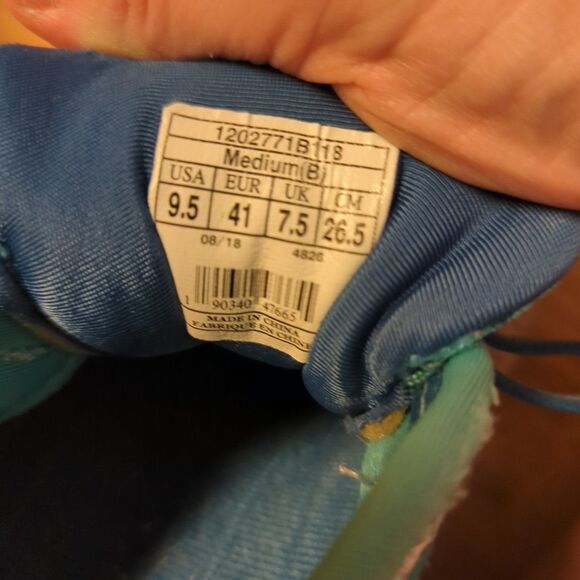 1202771B118
Medium(B)
USA EUR UK CM
9.5 41 7.5 26.5
08/18 4826
1 90340 47665
MADE IN CHINA
FABRIQUE EN CHINE